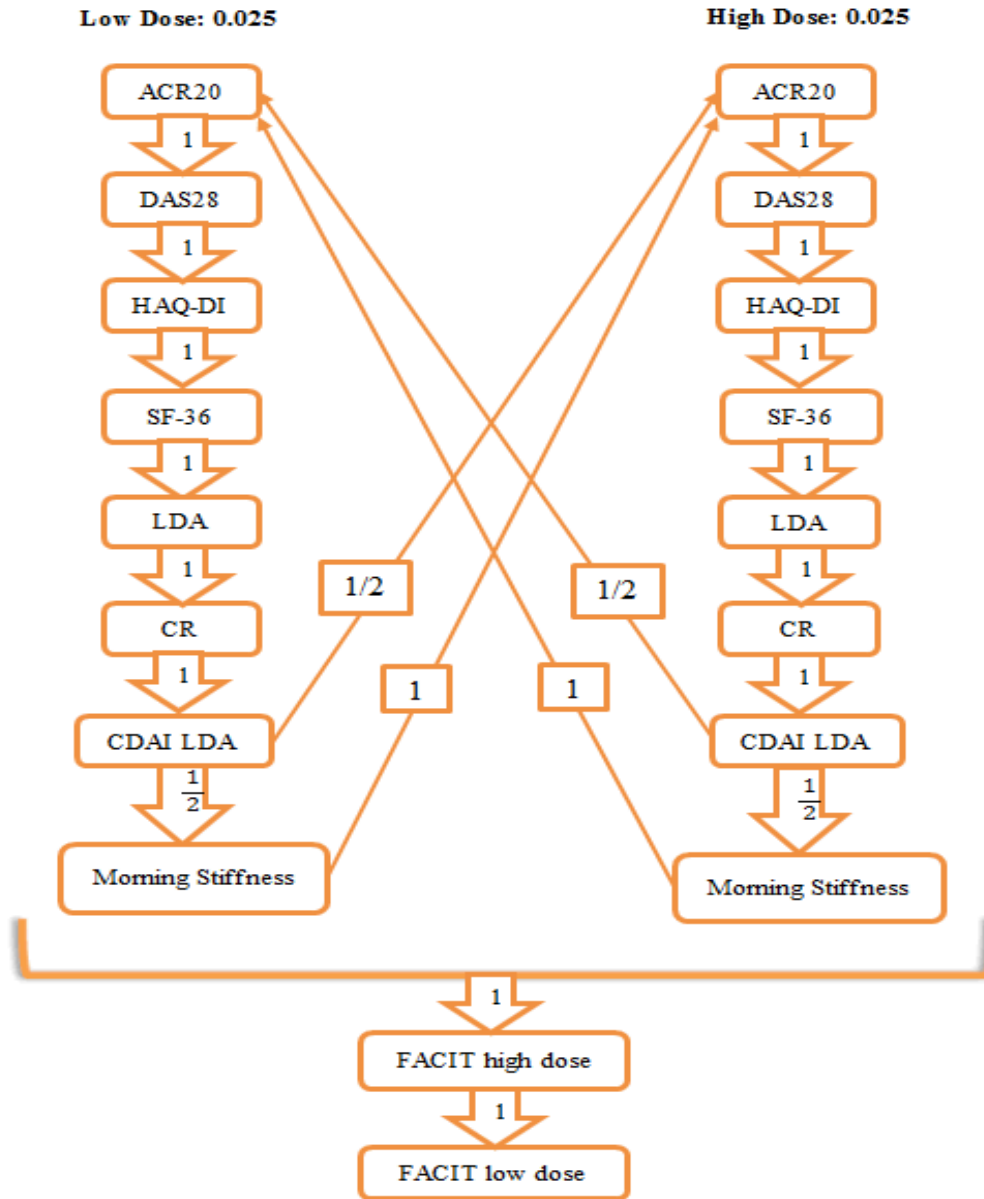 Low Dose: 0.025
High Dose: 0.025
ACR20
ACR20
1
1
DAS28
DAS28
1
1
HAQ-DI
HAQ-DI
1
1
SF-36
SF-36
1
1
LDA
LDA
1
1
1/2
1/2
CR
CR
1
1
1
1
CDAI LDA
CDAI LDA
1/2
1/2
Morning Stiffness
Morning Stiffness
1
FACIT high dose
1
FACIT low dose